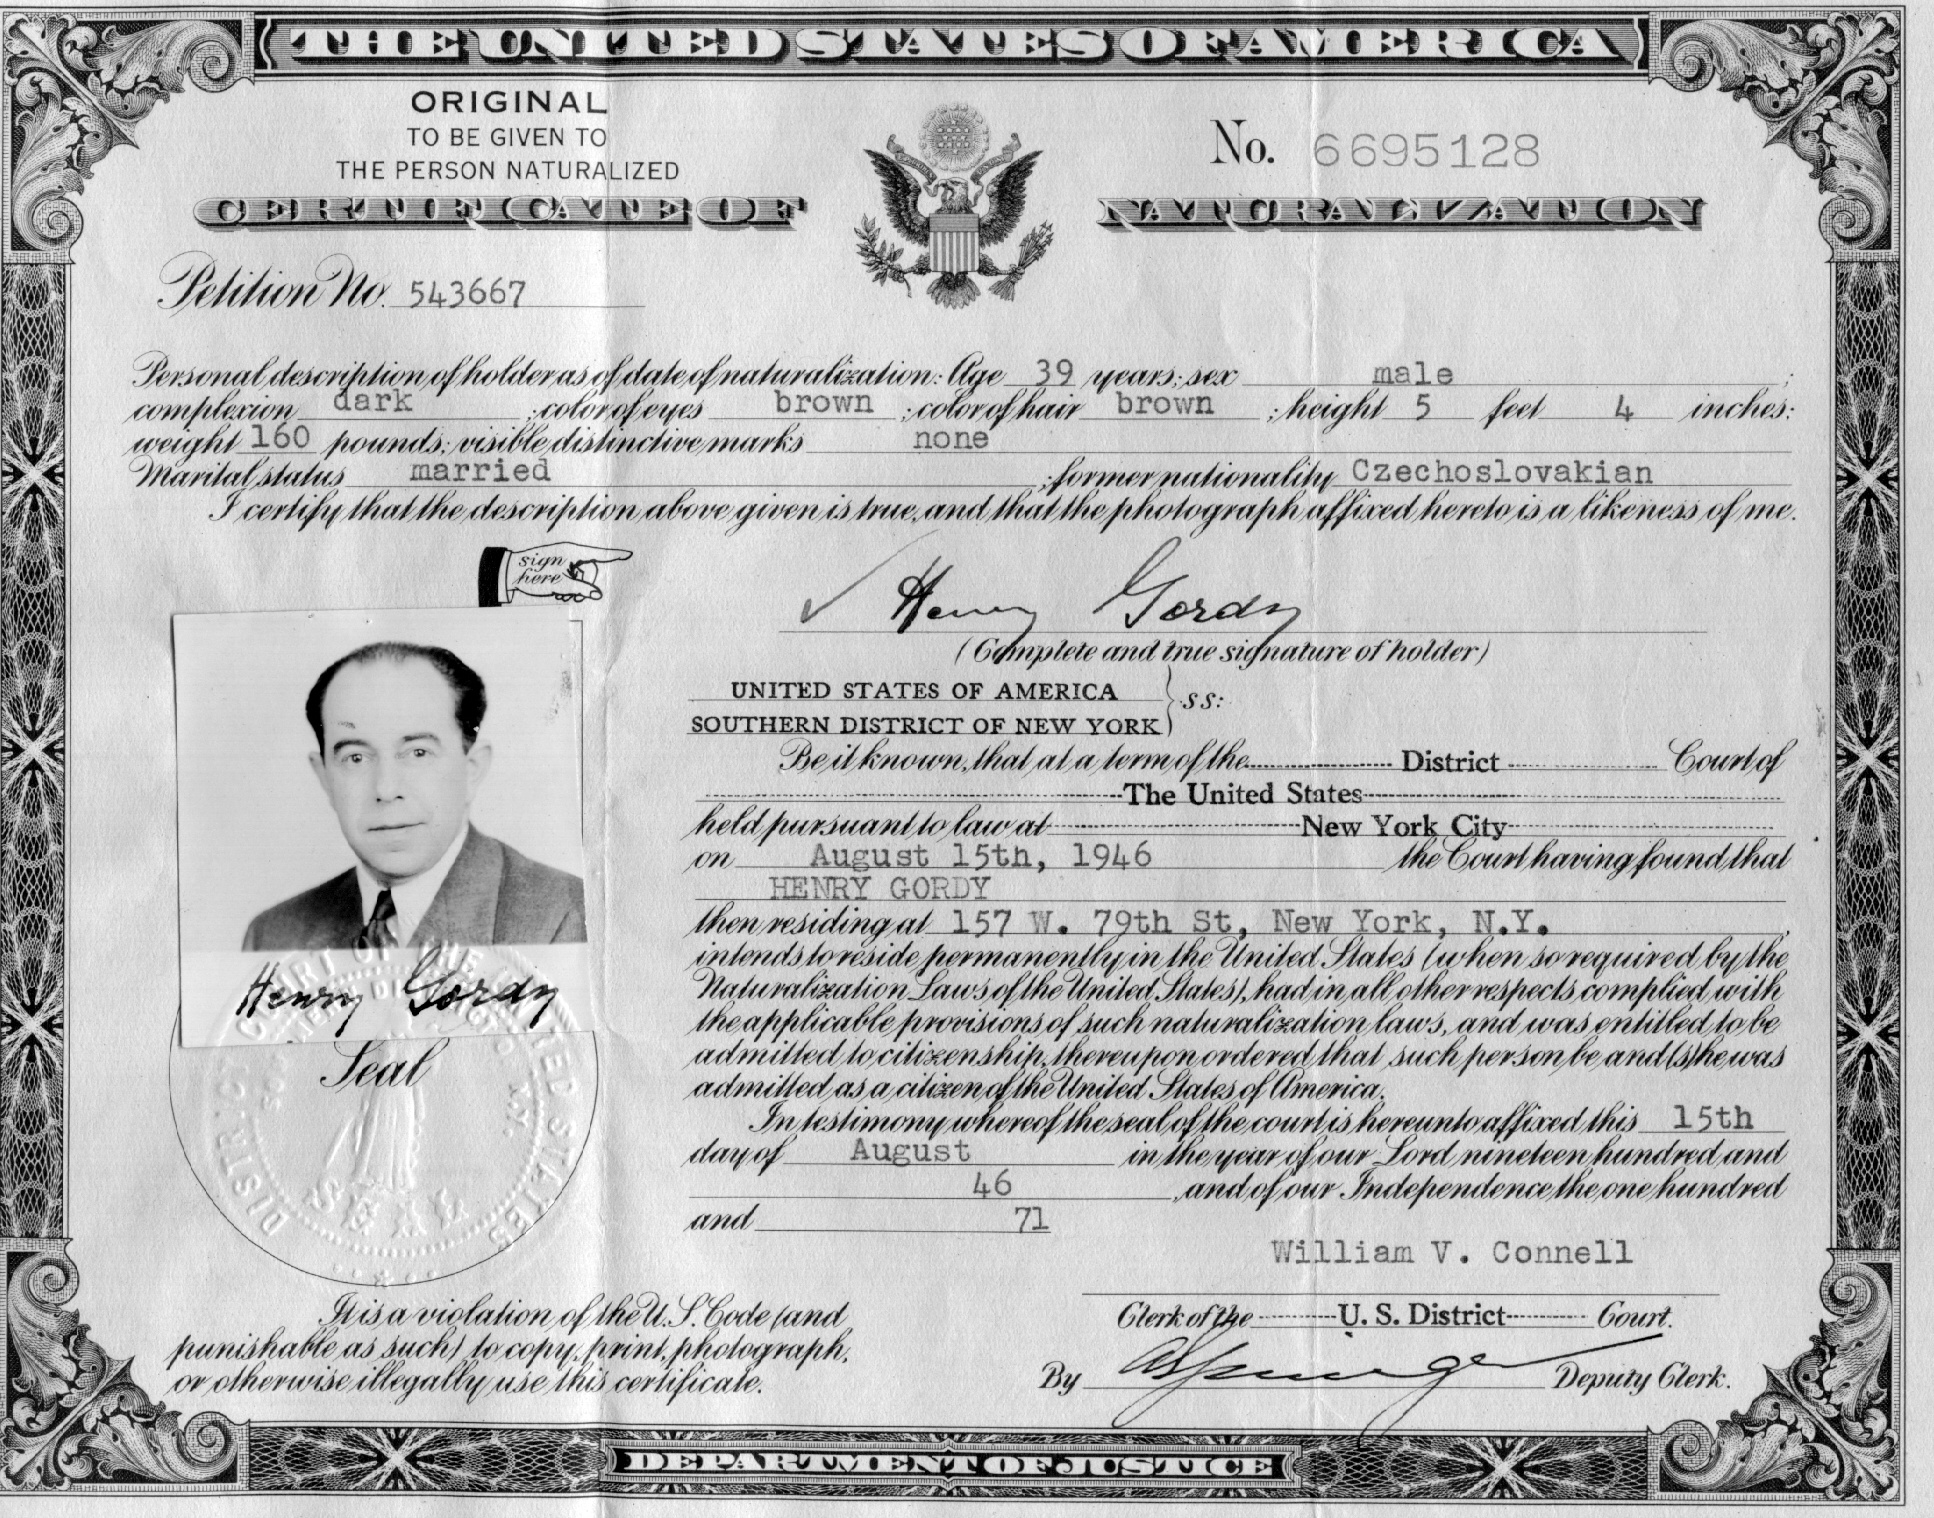 THE UNITED STATES OF AMERICA
ORIGINAL
TO BE GIVEN TO
THE PERSON NATURALIZED
No. 6695128
CERTIFICATE OF NATURALIZATION
Petition No. 543667
Personal description of holder as of date of naturalization: Age 39 years; sex male ;
complexion dark ; color of eyes brown ; color of hair brown ; height 5 feet 4 inches;
weight 160 pounds; visible distinctive marks none
Marital status married ; former nationality Czechoslovakian
I certify that the description above given is true, and that the photograph affixed hereto is a likeness of me.
sign
here
Henry Gordy
(Complete and true signature of holder)
UNITED STATES OF AMERICA
SOUTHERN DISTRICT OF NEW YORK } ss:
Be it known, that at a term of the District Court of
The United States
held pursuant to law at New York City
on August 15th, 1946 the Court having found that
HENRY GORDY
then residing at 157 W. 79th St, New York, N.Y.
intends to reside permanently in the United States (when so required by the
Naturalization Laws of the United States), had in all other respects complied with
the applicable provisions of such naturalization laws, and was entitled to be
admitted to citizenship, thereupon ordered that such person be and (s)he was
admitted as a citizen of the United States of America.
In testimony whereof the seal of the court is hereunto affixed this 15th
day of August in the year of our Lord nineteen hundred and
46 and of our Independence the one hundred
and 71
Henry Gordy
Seal
DISTRICT COURT OF THE UNITED STATES
SEAL
William V. Connell
Clerk of the U. S. District Court.
By Deputy Clerk.
It is a violation of the U. S. Code (and
punishable as such) to copy, print, photograph,
or otherwise illegally use this certificate.
DEPARTMENT OF JUSTICE